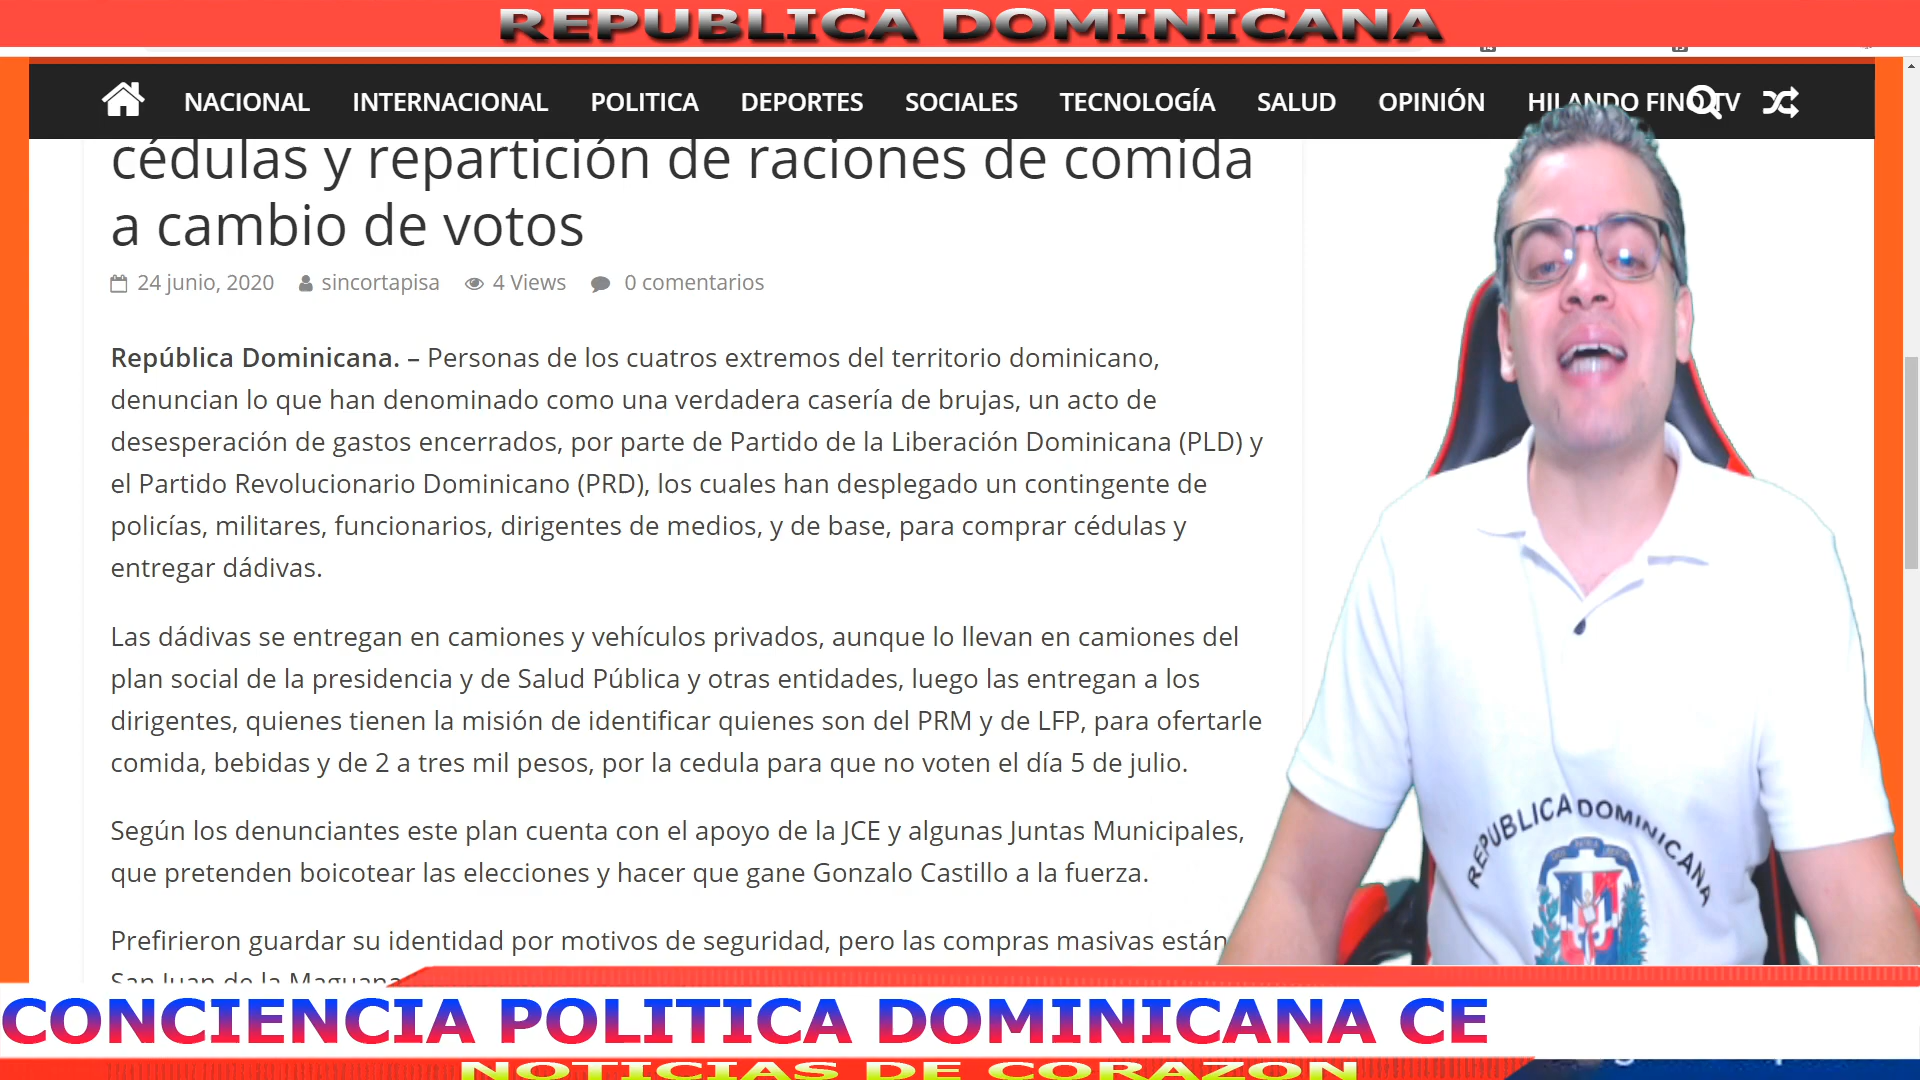 REPUBLICA DOMINICANA
NACIONAL INTERNACIONAL POLITICA DEPORTES SOCIALES TECNOLOGÍA SALUD OPINIÓN HILANDO FINO TV
cédulas y repartición de raciones de comida
a cambio de votos
24 junio, 2020 sincortapisa 4 Views 0 comentarios
República Dominicana. – Personas de los cuatros extremos del territorio dominicano,
denuncian lo que han denominado como una verdadera casería de brujas, un acto de
desesperación de gastos encerrados, por parte de Partido de la Liberación Dominicana (PLD) y
el Partido Revolucionario Dominicano (PRD), los cuales han desplegado un contingente de
policías, militares, funcionarios, dirigentes de medios, y de base, para comprar cédulas y
entregar dádivas.
Las dádivas se entregan en camiones y vehículos privados, aunque lo llevan en camiones del
plan social de la presidencia y de Salud Pública y otras entidades, luego las entregan a los
dirigentes, quienes tienen la misión de identificar quienes son del PRM y de LFP, para ofertarle
comida, bebidas y de 2 a tres mil pesos, por la cedula para que no voten el día 5 de julio.
Según los denunciantes este plan cuenta con el apoyo de la JCE y algunas Juntas Municipales,
que pretenden boicotear las elecciones y hacer que gane Gonzalo Castillo a la fuerza.
Prefirieron guardar su identidad por motivos de seguridad, pero las compras masivas están
San Juan de la Maguana
REPUBLICA DOMINICANA
CONCIENCIA POLITICA DOMINICANA CE
NOTICIAS DE CORAZON